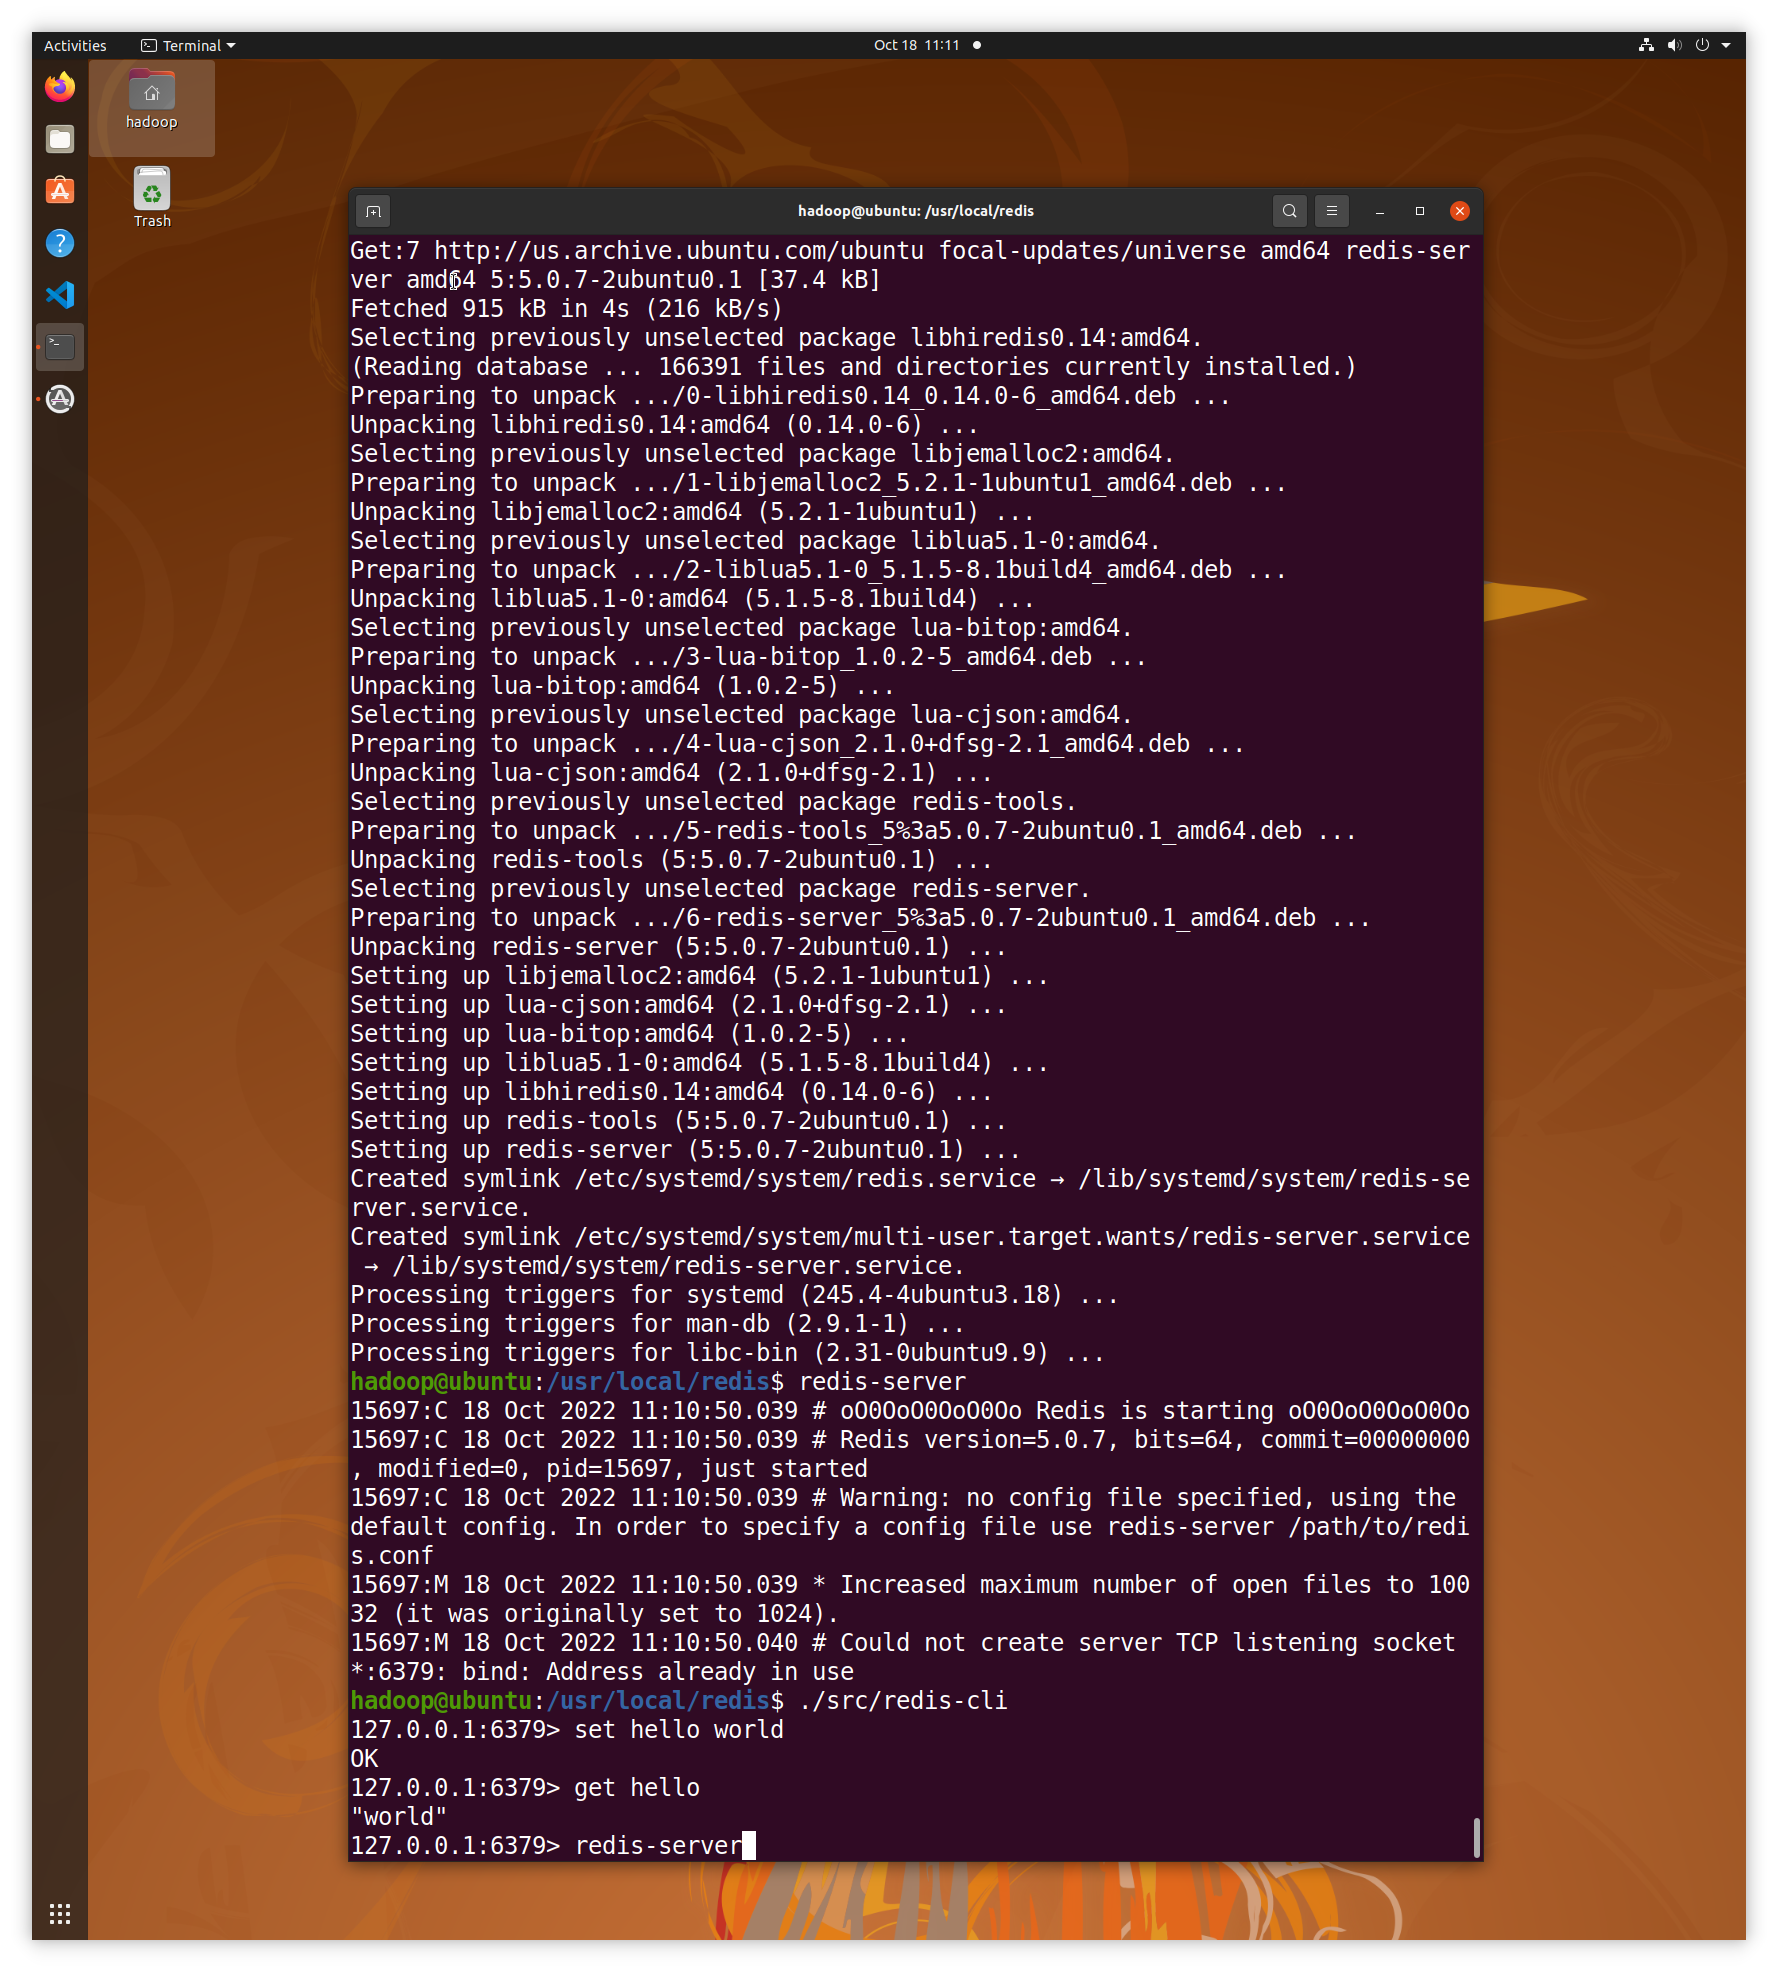 Activities
Terminal
Oct 18 11:11
hadoop
Trash
hadoop@ubuntu: /usr/local/redis
Get:7 http://us.archive.ubuntu.com/ubuntu focal-updates/universe amd64 redis-ser
ver amd64 5:5.0.7-2ubuntu0.1 [37.4 kB]
Fetched 915 kB in 4s (216 kB/s)
Selecting previously unselected package libhiredis0.14:amd64.
(Reading database ... 166391 files and directories currently installed.)
Preparing to unpack .../0-libhiredis0.14_0.14.0-6_amd64.deb ...
Unpacking libhiredis0.14:amd64 (0.14.0-6) ...
Selecting previously unselected package libjemalloc2:amd64.
Preparing to unpack .../1-libjemalloc2_5.2.1-1ubuntu1_amd64.deb ...
Unpacking libjemalloc2:amd64 (5.2.1-1ubuntu1) ...
Selecting previously unselected package liblua5.1-0:amd64.
Preparing to unpack .../2-liblua5.1-0_5.1.5-8.1build4_amd64.deb ...
Unpacking liblua5.1-0:amd64 (5.1.5-8.1build4) ...
Selecting previously unselected package lua-bitop:amd64.
Preparing to unpack .../3-lua-bitop_1.0.2-5_amd64.deb ...
Unpacking lua-bitop:amd64 (1.0.2-5) ...
Selecting previously unselected package lua-cjson:amd64.
Preparing to unpack .../4-lua-cjson_2.1.0+dfsg-2.1_amd64.deb ...
Unpacking lua-cjson:amd64 (2.1.0+dfsg-2.1) ...
Selecting previously unselected package redis-tools.
Preparing to unpack .../5-redis-tools_5%3a5.0.7-2ubuntu0.1_amd64.deb ...
Unpacking redis-tools (5:5.0.7-2ubuntu0.1) ...
Selecting previously unselected package redis-server.
Preparing to unpack .../6-redis-server_5%3a5.0.7-2ubuntu0.1_amd64.deb ...
Unpacking redis-server (5:5.0.7-2ubuntu0.1) ...
Setting up libjemalloc2:amd64 (5.2.1-1ubuntu1) ...
Setting up lua-cjson:amd64 (2.1.0+dfsg-2.1) ...
Setting up lua-bitop:amd64 (1.0.2-5) ...
Setting up liblua5.1-0:amd64 (5.1.5-8.1build4) ...
Setting up libhiredis0.14:amd64 (0.14.0-6) ...
Setting up redis-tools (5:5.0.7-2ubuntu0.1) ...
Setting up redis-server (5:5.0.7-2ubuntu0.1) ...
Created symlink /etc/systemd/system/redis.service → /lib/systemd/system/redis-se
rver.service.
Created symlink /etc/systemd/system/multi-user.target.wants/redis-server.service
→ /lib/systemd/system/redis-server.service.
Processing triggers for systemd (245.4-4ubuntu3.18) ...
Processing triggers for man-db (2.9.1-1) ...
Processing triggers for libc-bin (2.31-0ubuntu9.9) ...
hadoop@ubuntu:/usr/local/redis$ redis-server
15697:C 18 Oct 2022 11:10:50.039 # oO0OoO0OoO0Oo Redis is starting oO0OoO0OoO0Oo
15697:C 18 Oct 2022 11:10:50.039 # Redis version=5.0.7, bits=64, commit=00000000
, modified=0, pid=15697, just started
15697:C 18 Oct 2022 11:10:50.039 # Warning: no config file specified, using the
default config. In order to specify a config file use redis-server /path/to/redi
s.conf
15697:M 18 Oct 2022 11:10:50.039 * Increased maximum number of open files to 100
32 (it was originally set to 1024).
15697:M 18 Oct 2022 11:10:50.040 # Could not create server TCP listening socket
*:6379: bind: Address already in use
hadoop@ubuntu:/usr/local/redis$ ./src/redis-cli
127.0.0.1:6379> set hello world
OK
127.0.0.1:6379> get hello
"world"
127.0.0.1:6379> redis-server